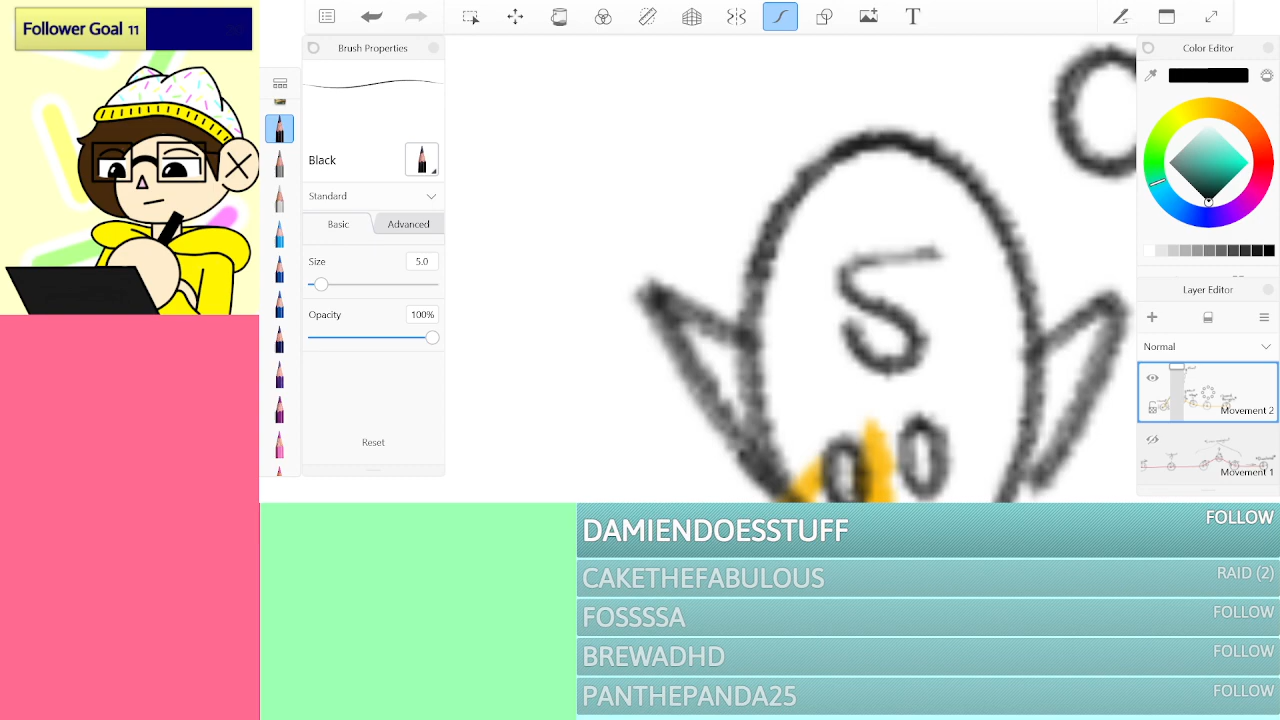 Follower Goal 11
T
Brush Properties
Black
Standard
Basic
Advanced
Size
5.0
Opacity
100%
Reset
Color Editor
Layer Editor
Normal
Movement 2
Movement 1
S
DAMIENDOESSTUFF FOLLOW
CAKETHEFABULOUS RAID (2)
FOSSSSA FOLLOW
BREWADHD FOLLOW
PANTHEPANDA25 FOLLOW